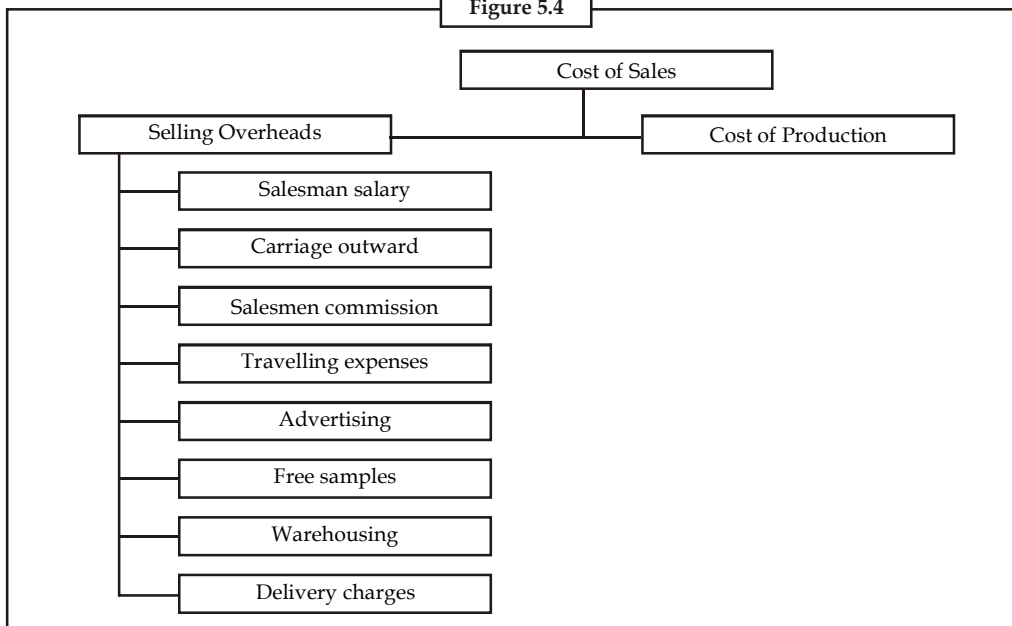 Figure 5.4
Cost of Sales
Selling Overheads
Cost of Production
Salesman salary
Carriage outward
Salesmen commission
Travelling expenses
Advertising
Free samples
Warehousing
Delivery charges